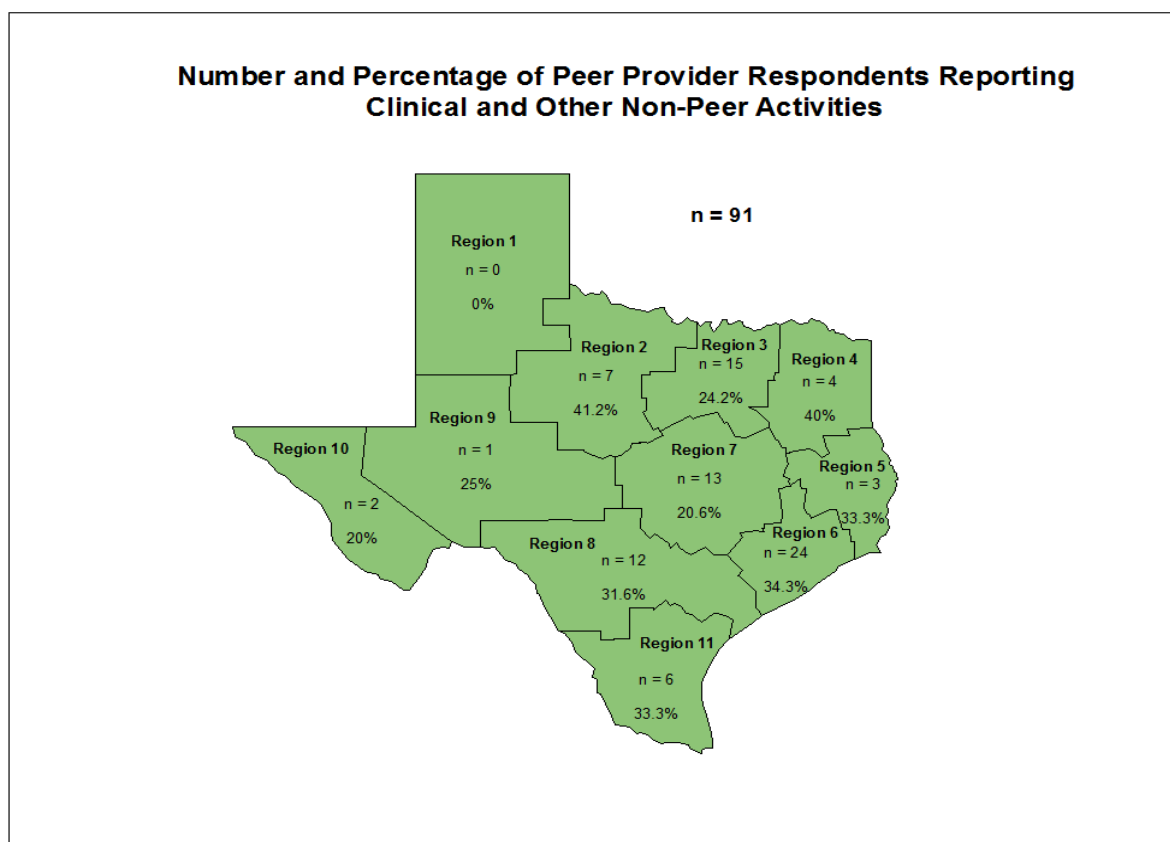 Number and Percentage of Peer Provider Respondents Reporting
Clinical and Other Non-Peer Activities
n = 91
Region 1
n = 0
0%
Region 2
n = 7
41.2%
Region 3
n = 15
24.2%
Region 4
n = 4
40%
Region 9
n = 1
25%
Region 10
n = 2
20%
Region 7
n = 13
20.6%
Region 5
n = 3
33.3%
Region 6
n = 24
34.3%
Region 8
n = 12
31.6%
Region 11
n = 6
33.3%